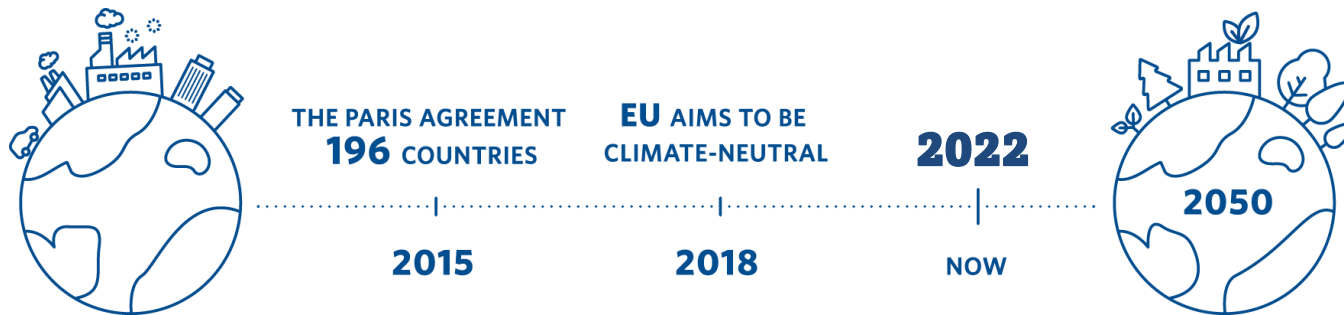 THE PARIS AGREEMENT
196 COUNTRIES
2015
EU AIMS TO BE
CLIMATE-NEUTRAL
2018
2022
NOW
2050